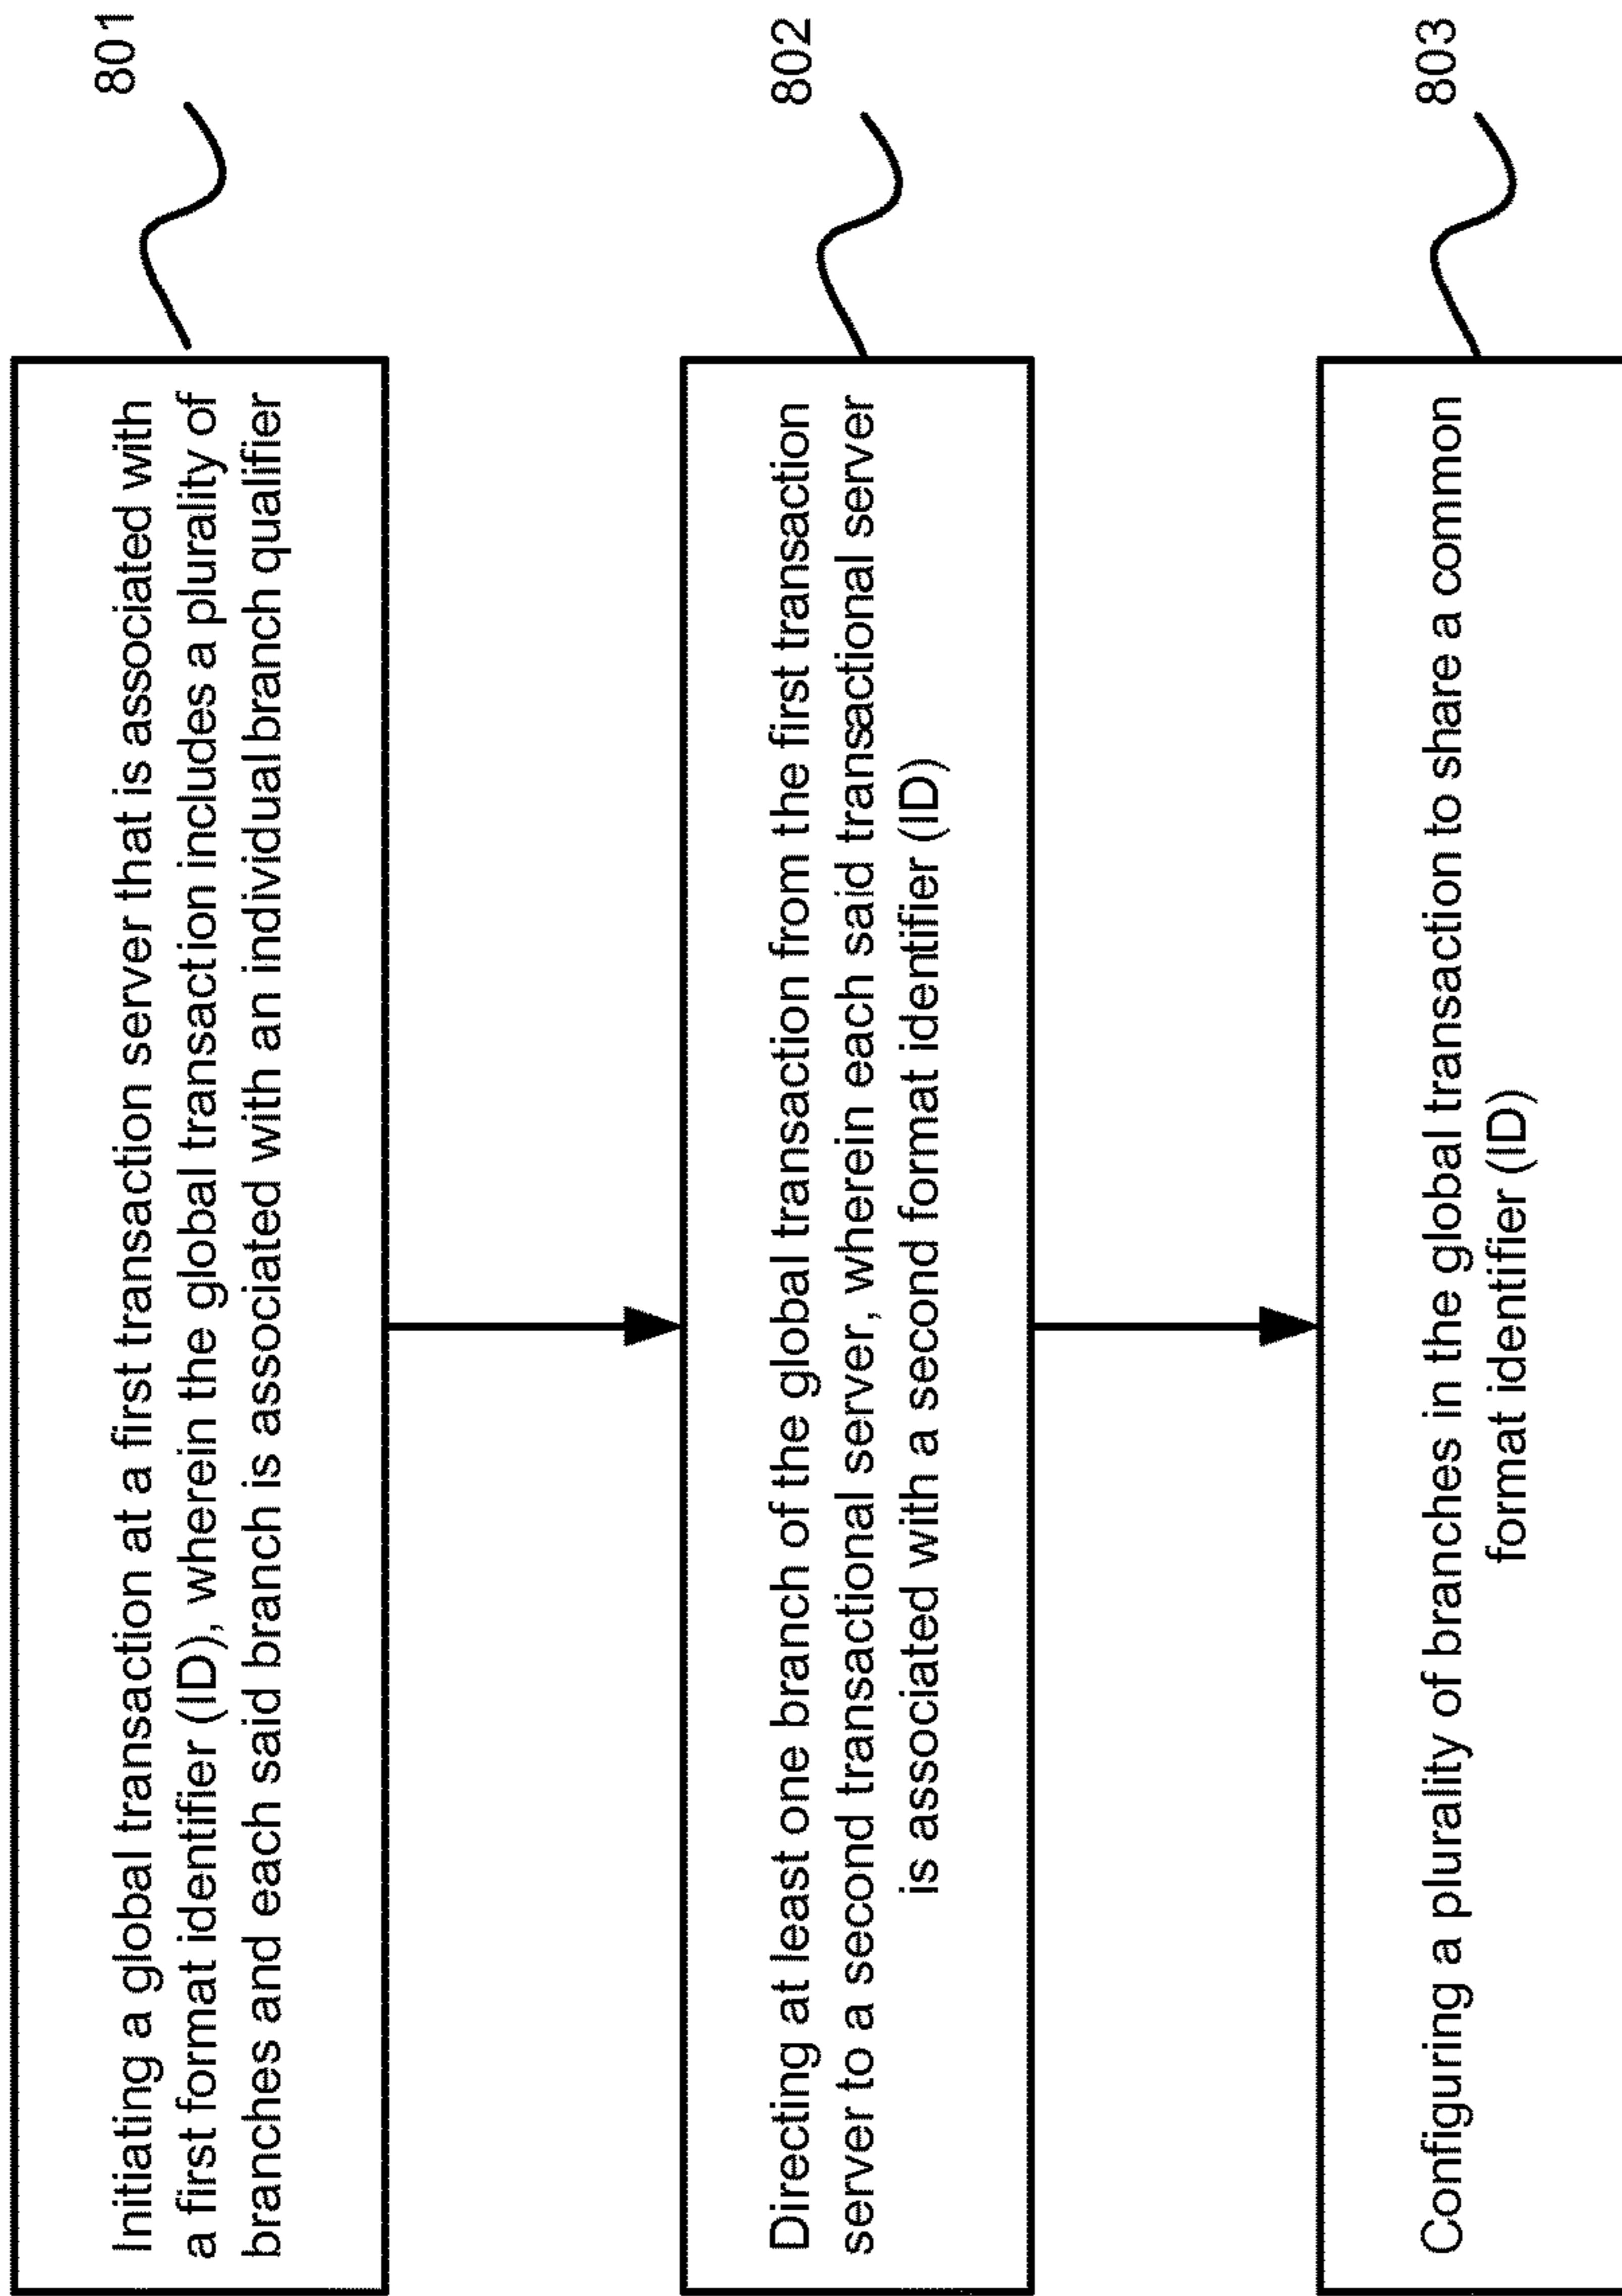 Initiating a global transaction at a first transaction server that is associated with
a first format identifier (ID), wherein the global transaction includes a plurality of
branches and each said branch is associated with an individual branch qualifier
801
Directing at least one branch of the global transaction from the first transaction
server to a second transactional server, wherein each said transactional server
is associated with a second format identifier (ID)
802
Configuring a plurality of branches in the global transaction to share a common
format identifier (ID)
803